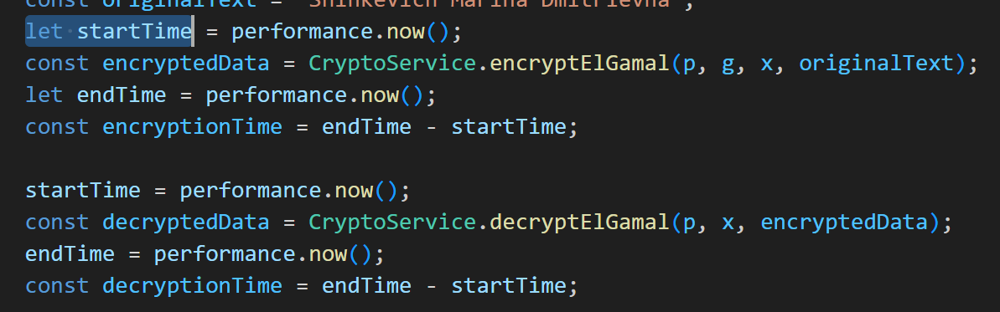 const originalText = "Shinkevich Marina Dmitrievna";
let startTime = performance.now();
const encryptedData = CryptoService.encryptElGamal(p, g, x, originalText);
let endTime = performance.now();
const encryptionTime = endTime - startTime;
startTime = performance.now();
const decryptedData = CryptoService.decryptElGamal(p, x, encryptedData);
endTime = performance.now();
const decryptionTime = endTime - startTime;